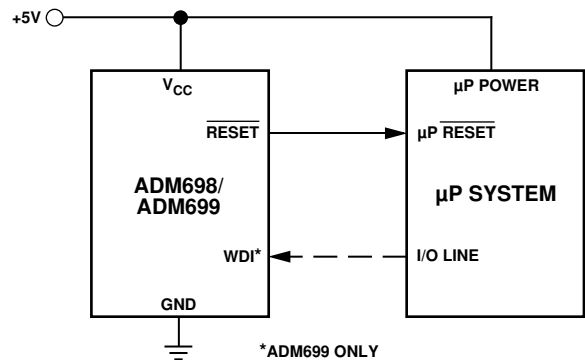 +5V
VCC
RESET
ADM698/
ADM699
WDI*
GND
µP POWER
µP RESET
µP SYSTEM
I/O LINE
*ADM699 ONLY